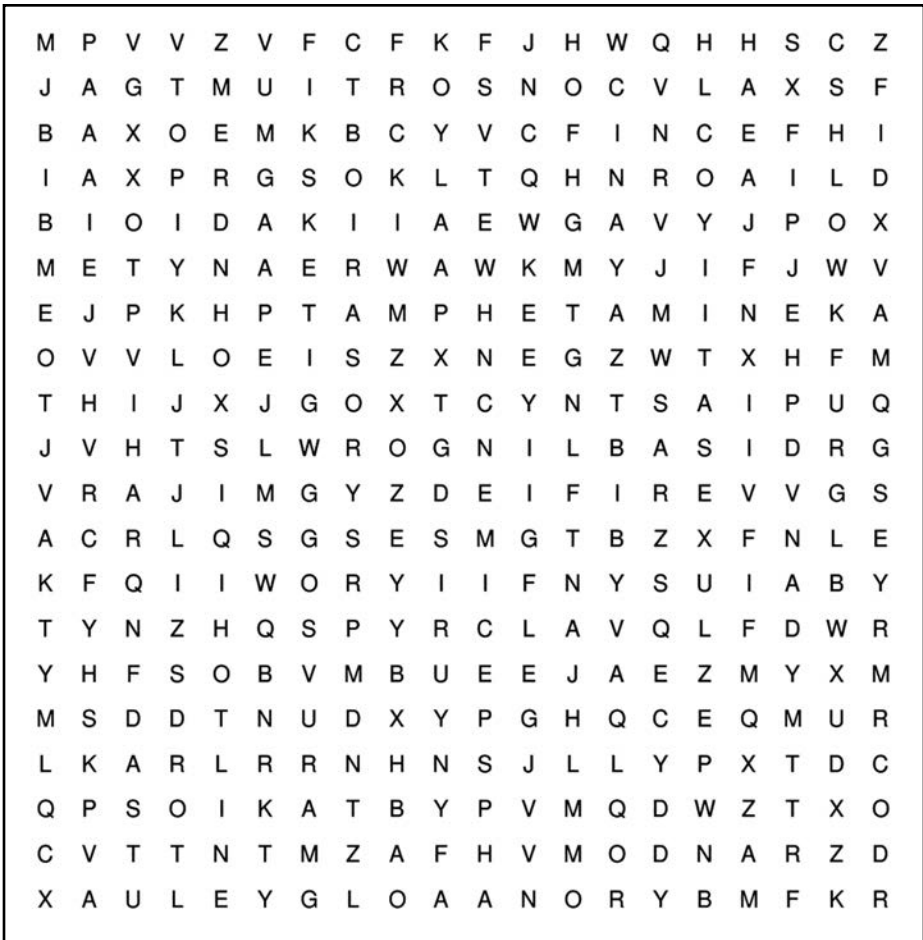 M P V V Z V F C F K F J H W Q H H S C Z
J A G T M U I T R O S N O C V L A X S F
B A X O E M K B C Y V C F I N C E F H I
I A X P R G S O K L T Q H N R O A I L D
B I O I D A K I I A E W G A V Y J P O X
M E T Y N A E R W A W K M Y J I F J W V
E J P K H P T A M P H E T A M I N E K A
O V V L O E I S Z X N E G Z W T X H F M
T H I J X J G O X T C Y N T S A I P U Q
J V H T S L W R O G N I L B A S I D R G
V R A J I M G Y Z D E I F I R E V V G S
A C R L Q S G S E S M G T B Z X F N L E
K F Q I I W O R Y I I F N Y S U I A B Y
T Y N Z H Q S P Y R C L A V Q L F D W R
Y H F S O B V M B U E E J A E Z M Y X M
M S D D T N U D X Y P G H Q C E Q M U R
L K A R L R R N H N S J L L Y P X T D C
Q P S O I K A T B Y P V M Q D W Z T X O
C V T T N T M Z A F H V M O D N A R Z D
X A U L E Y G L O A A N O R Y B M F K R